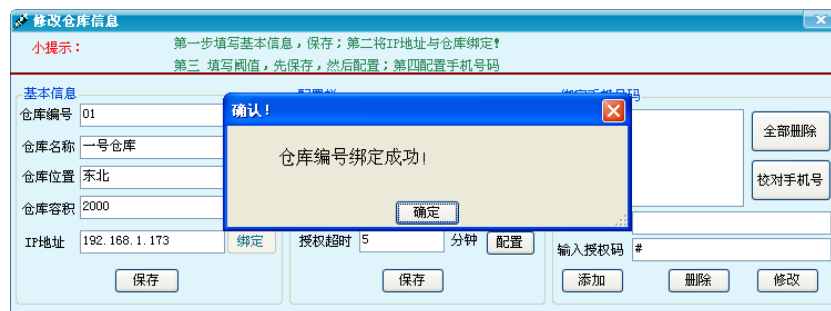 修改仓库信息
小提示：
第一步填写基本信息，保存；第二将IP地址与仓库绑定!
第三 填写阀值，先保存，然后配置；第四配置手机号码
基本信息
仓库编号 01
确认!
全部删除
仓库名称 一号仓库
仓库编号绑定成功!
仓库位置 东北
校对手机号
仓库容积 2000
确定
IP地址 192.168.1.173 绑定
授权超时 5 分钟 配置
输入授权码 #
保存
保存
添加 删除 修改